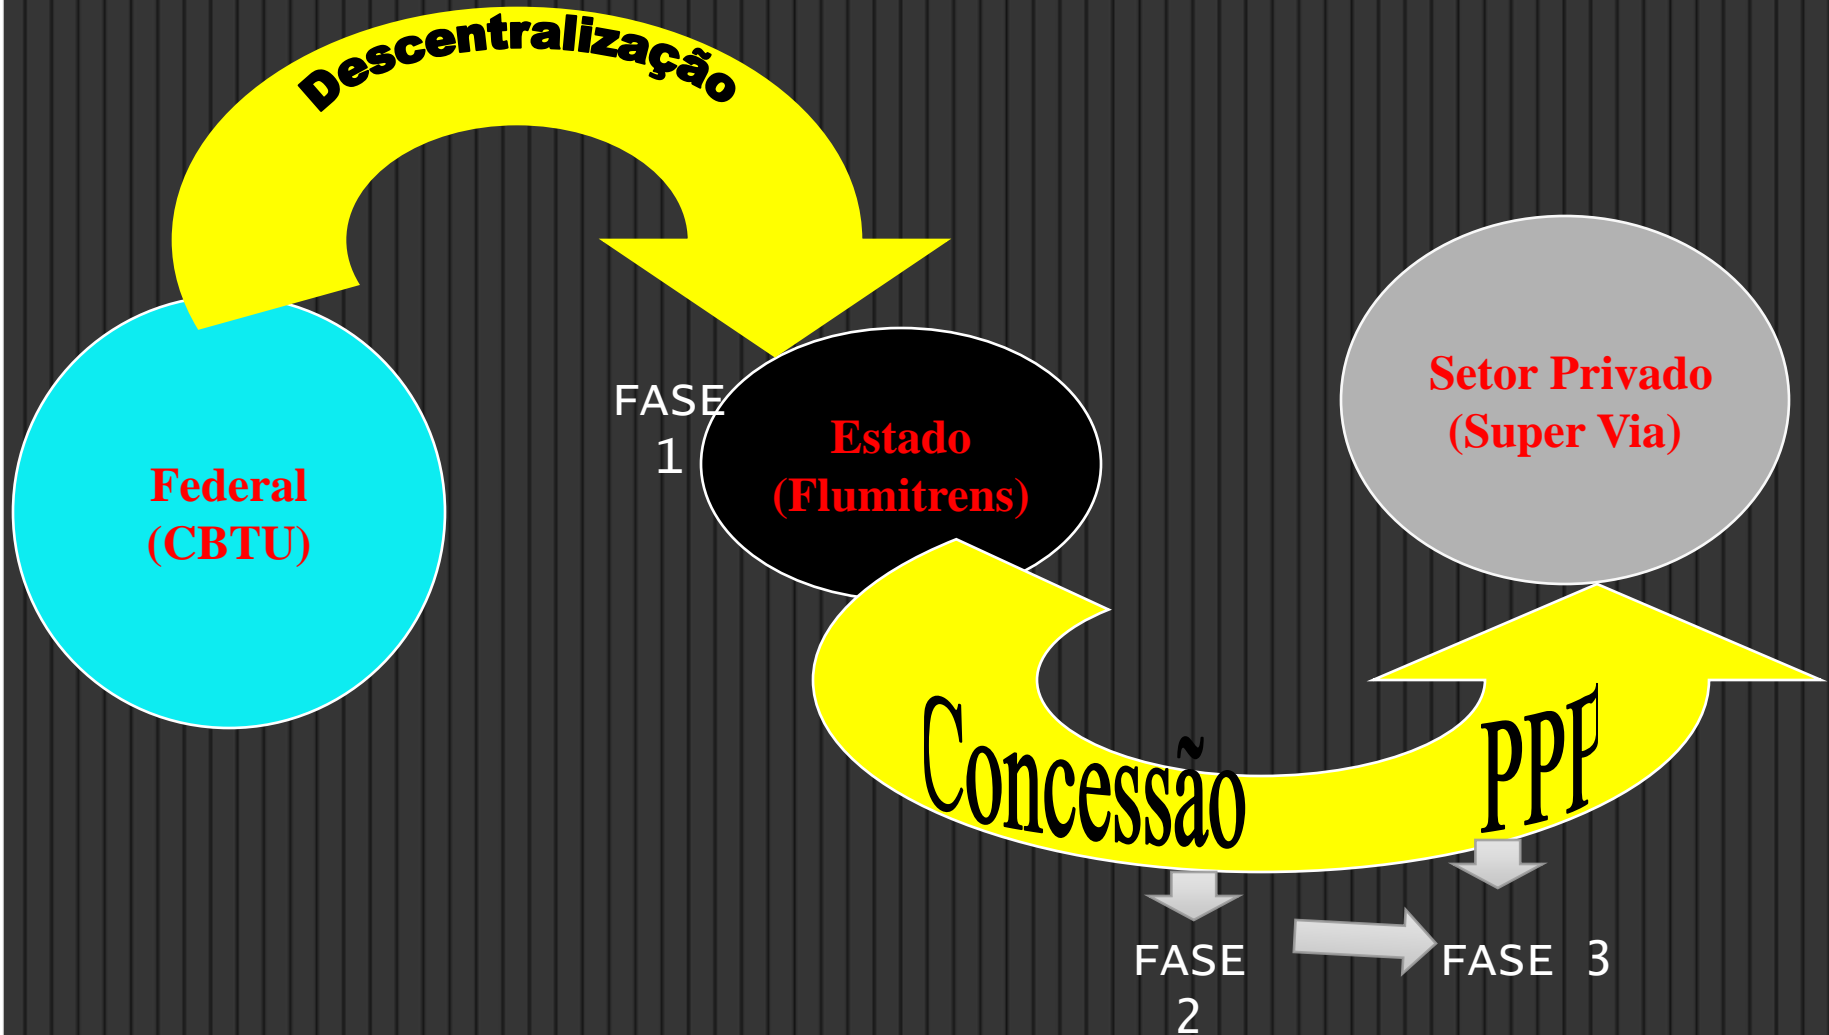 Descentralização
Federal
(CBTU)
FASE
1
Estado
(Flumitrens)
Setor Privado
(Super Via)
Concessão
PPP
FASE
2
FASE 3